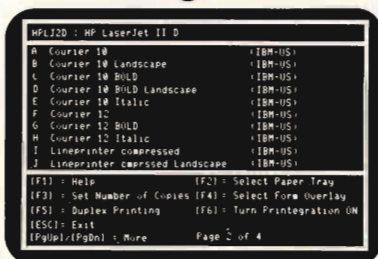 HPLJ2D : HP LaserJet II D
A Courier 10 (IBM-US)
B Courier 10 Landscape (IBM-US)
C Courier 10 BOLD (IBM-US)
D Courier 10 BOLD Landscape (IBM-US)
E Courier 10 Italic (IBM-US)
F Courier 12 (IBM-US)
G Courier 12 BOLD (IBM-US)
H Courier 12 Italic (IBM-US)
I Lineprinter compressed (IBM-US)
J Lineprinter cmprssed Landscape (IBM-US)
[F1] = Help [F2] = Select Paper Tray
[F3] = Set Number of Copies [F4] = Select Form Overlay
[F5] = Duplex Printing [F6] = Turn Printegration ON
[ESC] = Exit
[PgUp]/[PgDn] = More Page 2 of 4